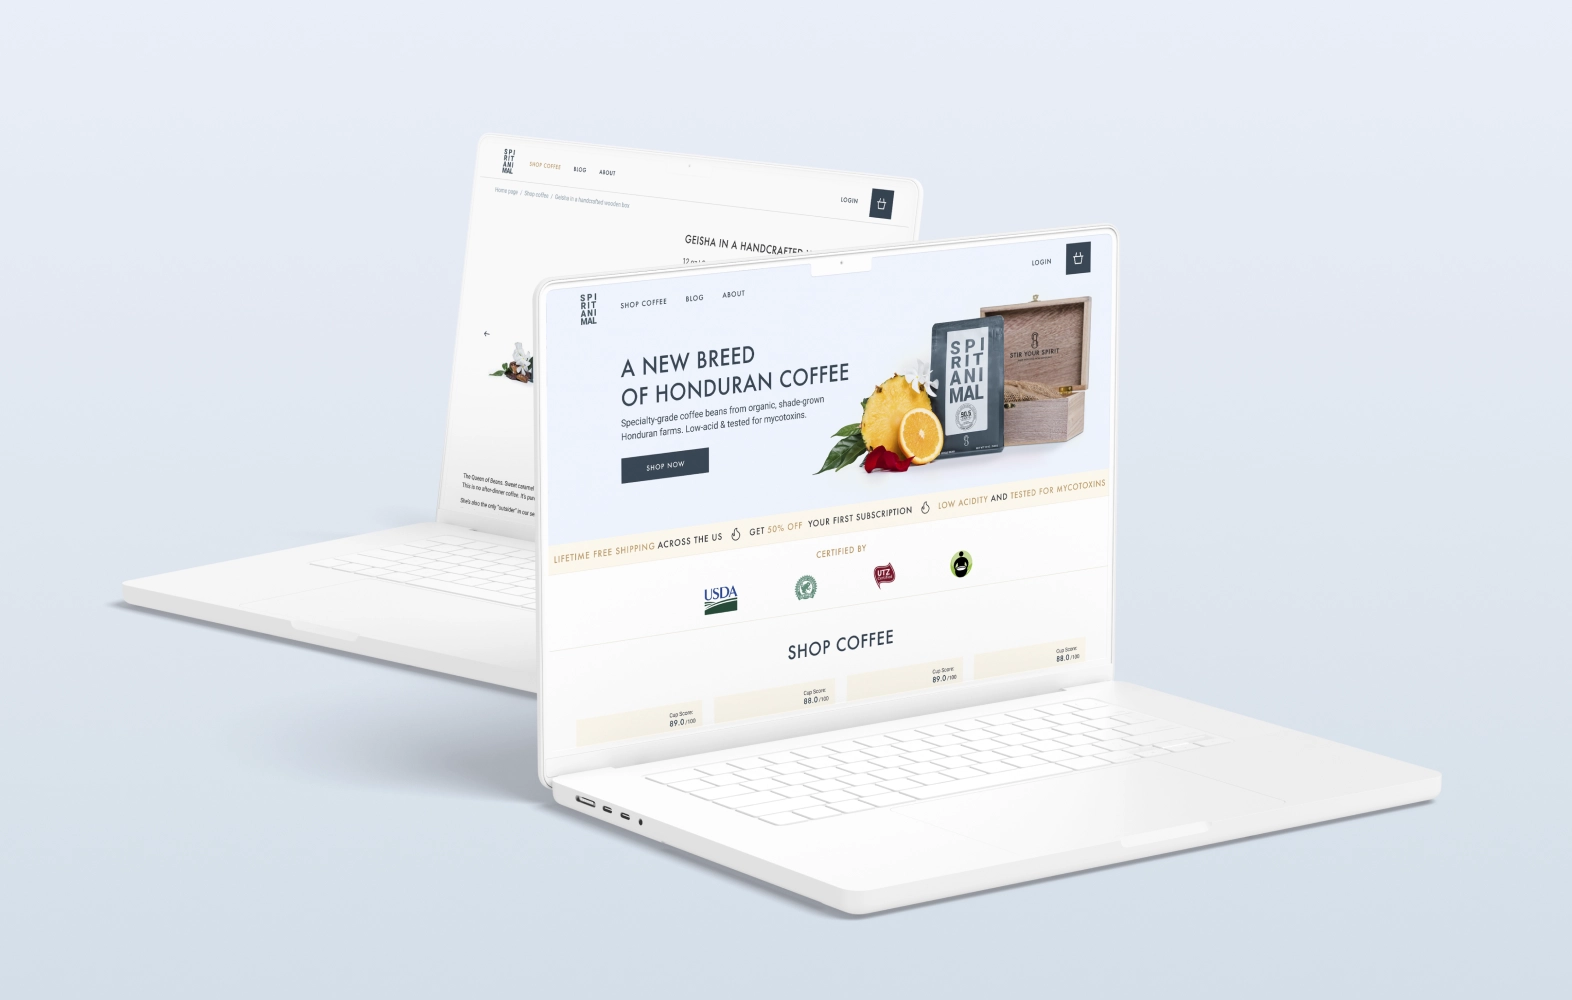 SPI
RIT
ANI
MAL
SHOP COFFEE
BLOG
ABOUT
LOGIN
Home page / Shop coffee / Geisha in a handcrafted wooden box
GEISHA IN A HANDCRAFTED
The Queen of Beans. Sweet caramel
This is no after-dinner coffee. It's pur
She's also the only "outsider" in our se
SPI
RIT
ANI
MAL
SHOP COFFEE
BLOG
ABOUT
LOGIN
A NEW BREED
OF HONDURAN COFFEE
Specialty-grade coffee beans from organic, shade-grown
Honduran farms. Low-acid & tested for mycotoxins.
SHOP NOW
SPI
RIT
ANI
MAL
90.5
STIR YOUR SPIRIT
LIFETIME FREE SHIPPING ACROSS THE US
GET 50% OFF YOUR FIRST SUBSCRIPTION
LOW ACIDITY AND TESTED FOR MYCOTOXINS
CERTIFIED BY
USDA
UTZ
SHOP COFFEE
Cup Score:
89.0/100
Cup Score:
88.0/100
Cup Score:
89.0/100
Cup Score:
88.0/100